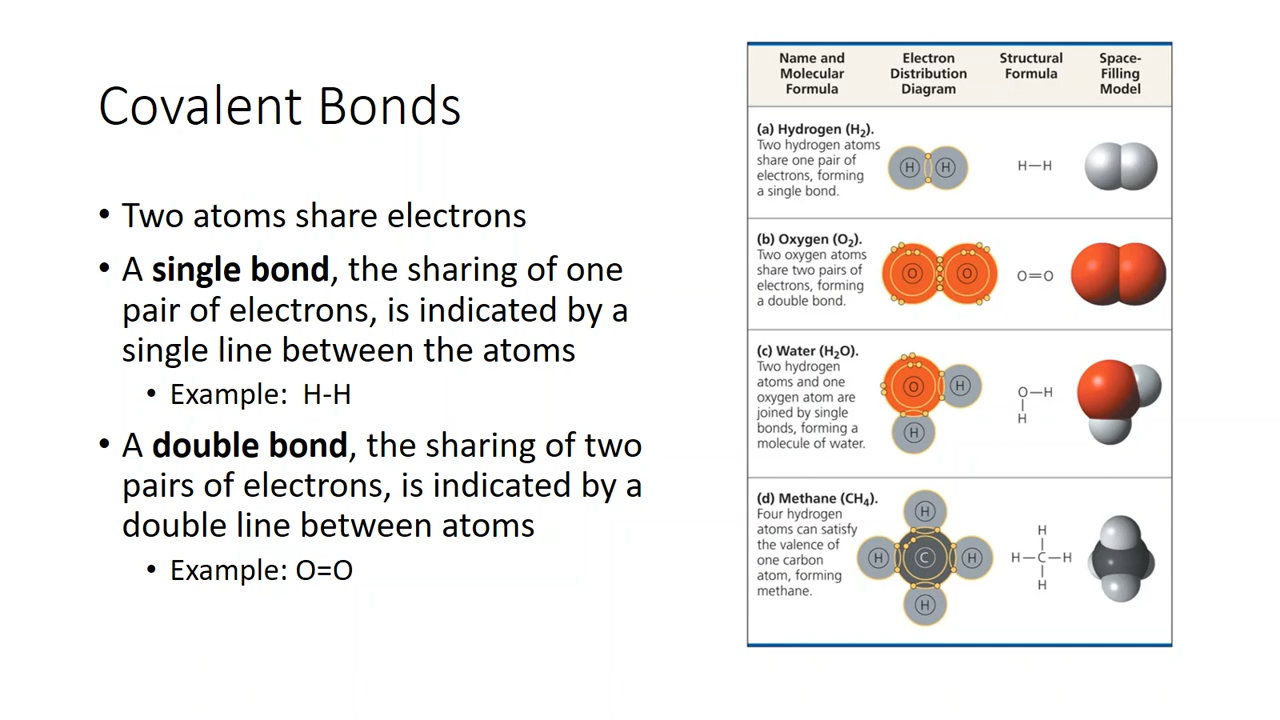 Covalent Bonds
• Two atoms share electrons
• A single bond, the sharing of one
pair of electrons, is indicated by a
single line between the atoms
• Example:  H-H
• A double bond, the sharing of two
pairs of electrons, is indicated by a
double line between atoms
• Example: O=O
Name and
Molecular
Formula
Electron
Distribution
Diagram
Structural
Formula
Space-
Filling
Model
(a) Hydrogen (H₂).
Two hydrogen atoms
share one pair of
electrons, forming
a single bond.
H H
H—H
(b) Oxygen (O₂).
Two oxygen atoms
share two pairs of
electrons, forming
a double bond.
O O
O=O
(c) Water (H₂O).
Two hydrogen
atoms and one
oxygen atom are
joined by single
bonds, forming a
molecule of water.
O H
H
O—H
|
H
(d) Methane (CH₄).
Four hydrogen
atoms can satisfy
the valence of
one carbon
atom, forming
methane.
H
H C H
H
H
|
H—C—H
|
H